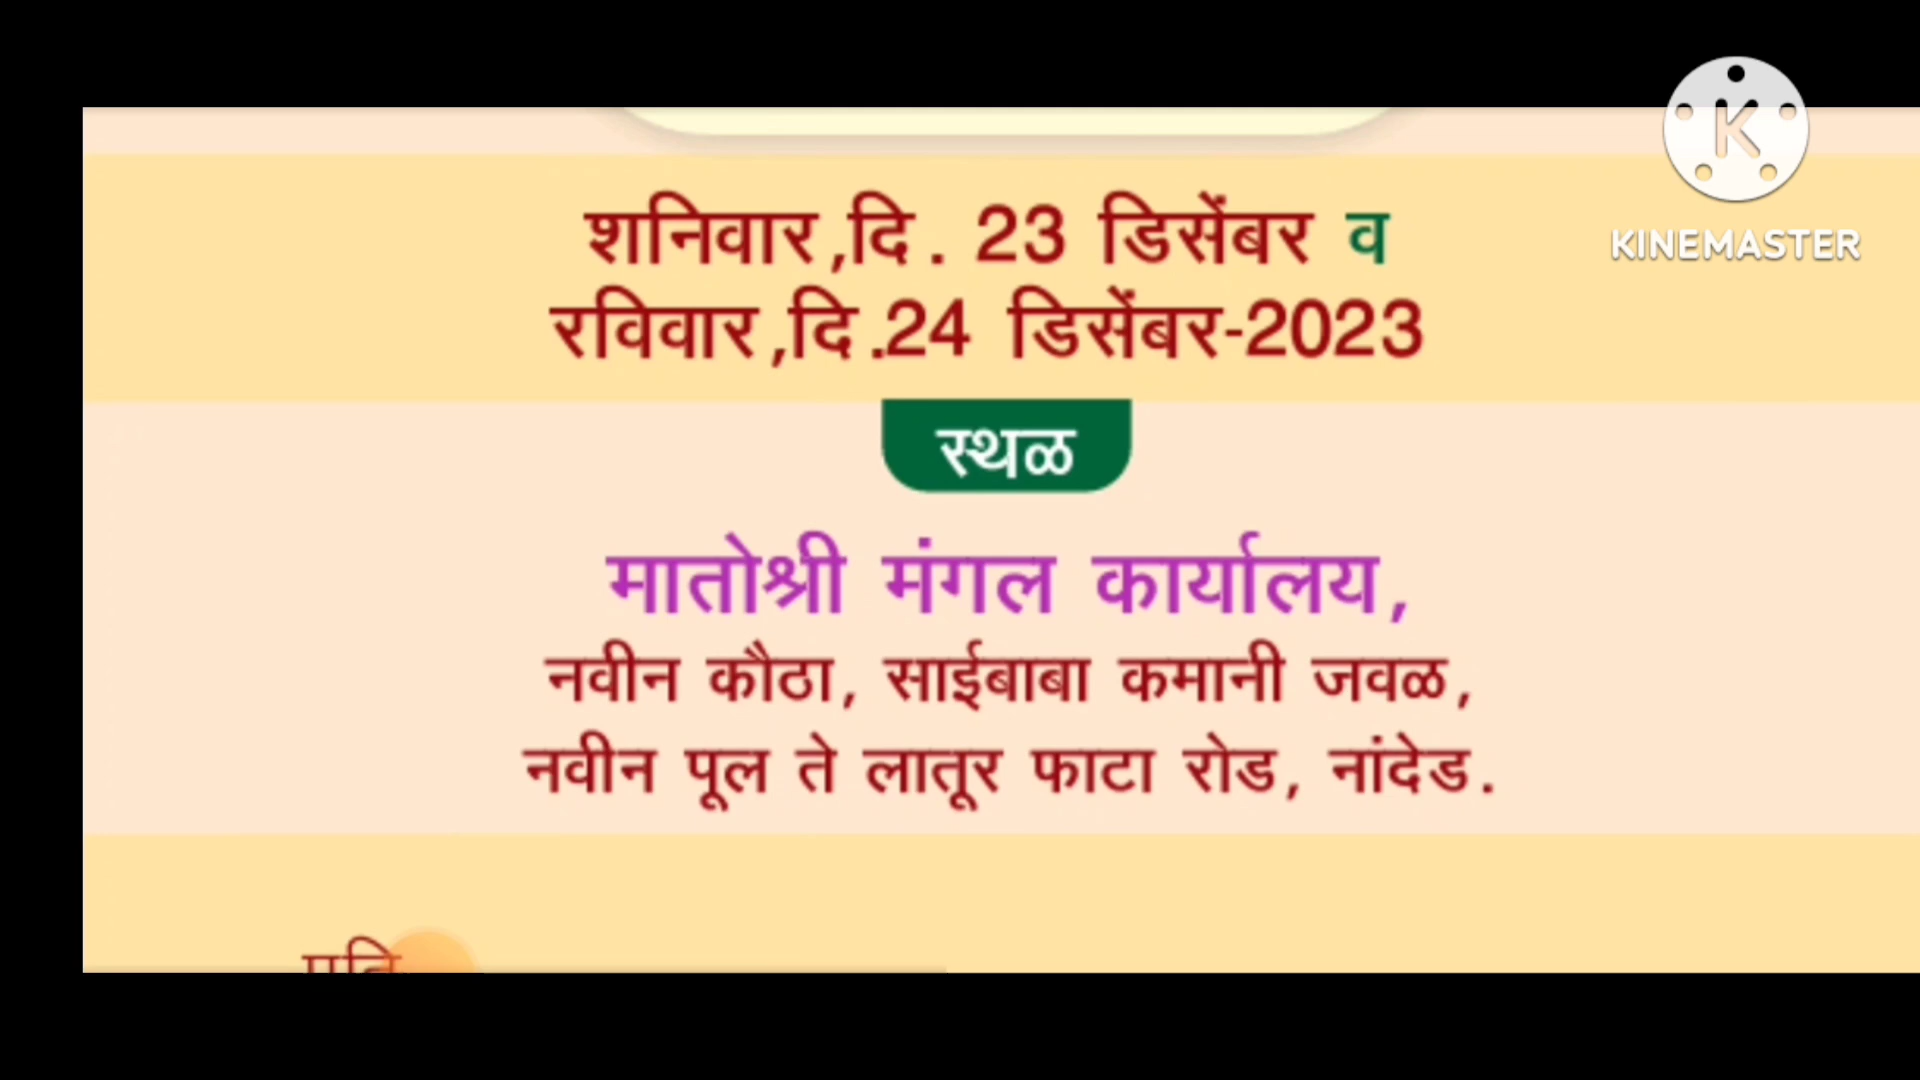 शनिवार,दि. 23 डिसेंबर व
रविवार,दि.24 डिसेंबर-2023
स्थळ
मातोश्री मंगल कार्यालय,
नवीन कौठा, साईबाबा कमानी जवळ,
नवीन पूल ते लातूर फाटा रोड, नांदेड.
K
KINEMASTER